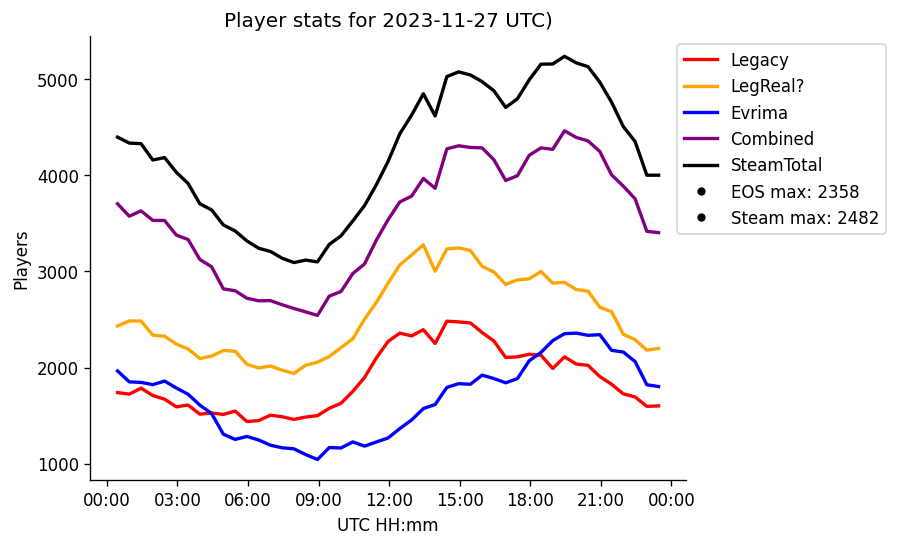 Player stats for 2023-11-27 UTC)
Legacy
LegReal?
Evrima
Combined
SteamTotal
EOS max: 2358
Steam max: 2482
Players
5000
4000
3000
2000
1000
00:00 03:00 06:00 09:00 12:00 15:00 18:00 21:00 00:00
UTC HH:mm